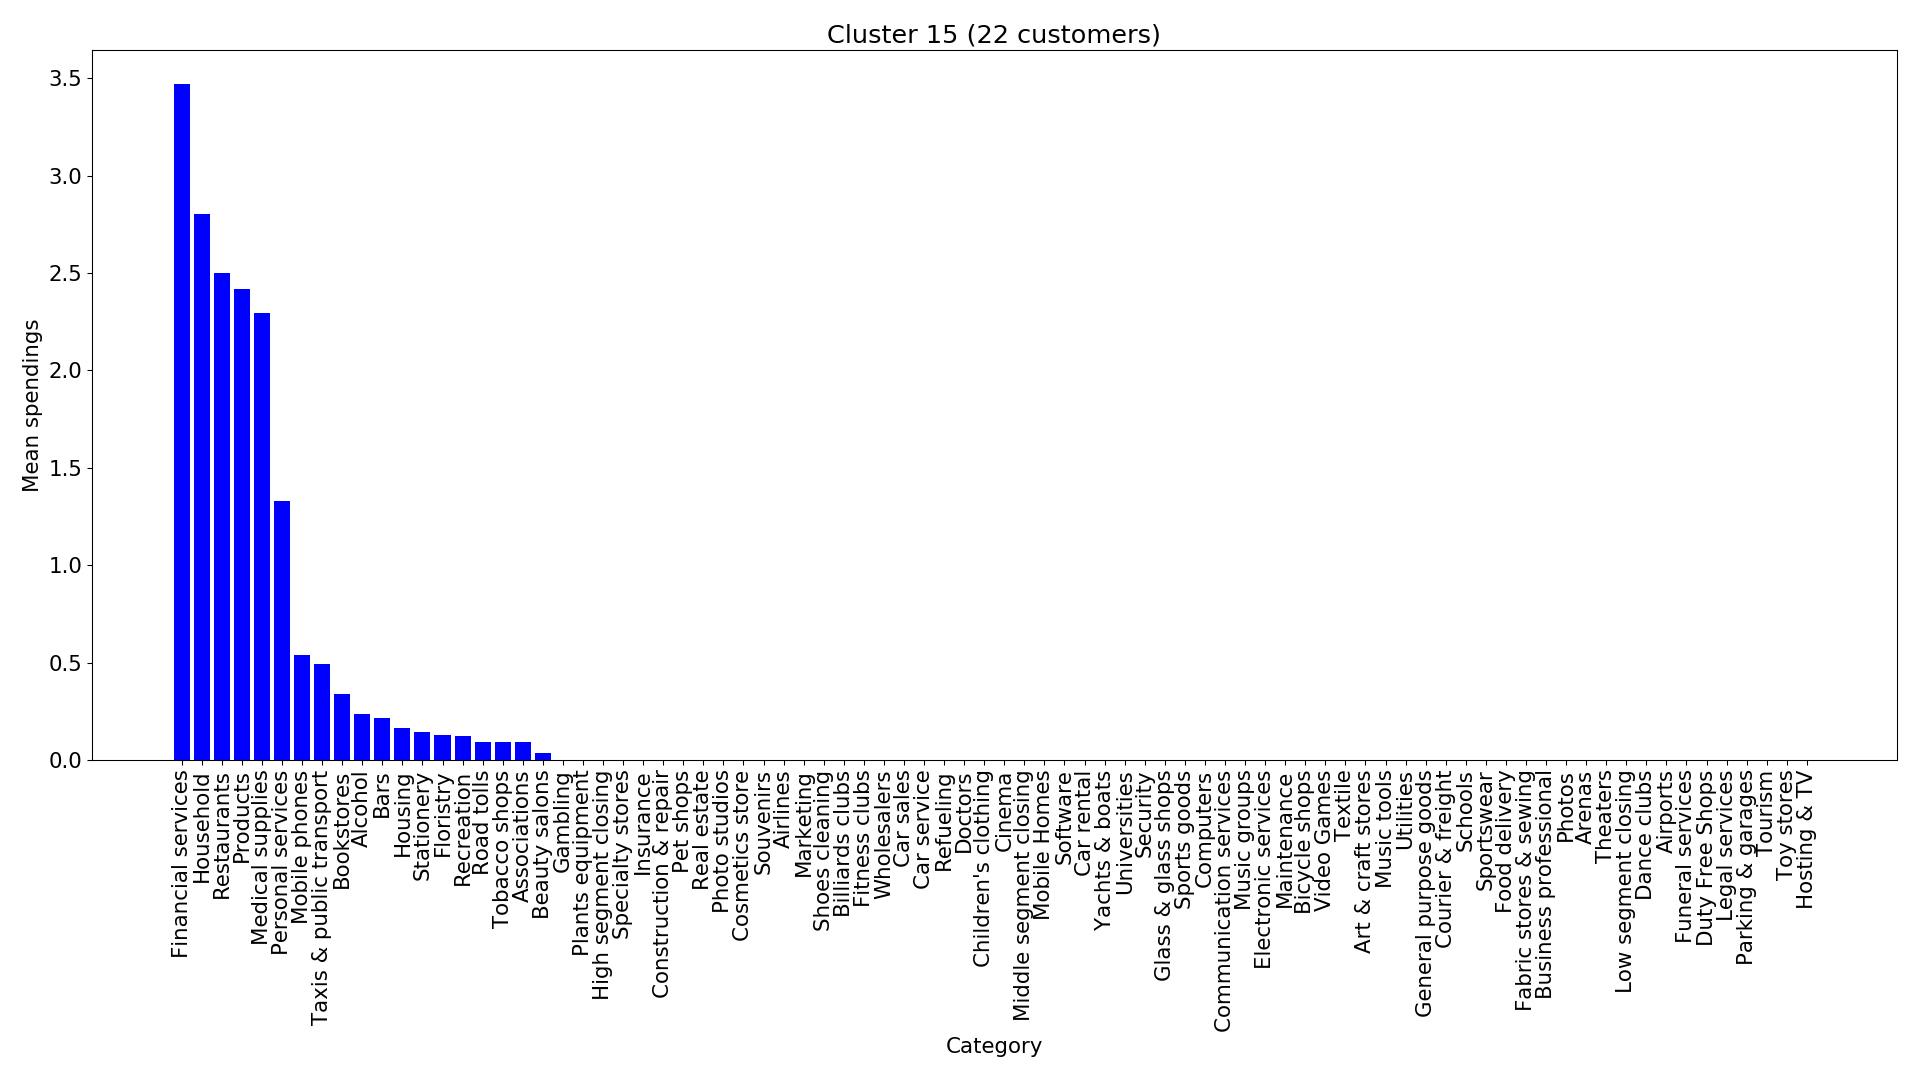 Cluster 15 (22 customers)
3.5
3.0
2.5
2.0
1.5
1.0
0.5
0.0
Mean spendings
Financial services
Household
Restaurants
Products
Medical supplies
Personal services
Mobile phones
Taxis & public transport
Bookstores
Alcohol
Bars
Housing
Stationery
Floristry
Recreation
Road tolls
Tobacco shops
Associations
Beauty salons
Gambling
Plants equipment
High segment closing
Specialty stores
Insurance
Construction & repair
Pet shops
Real estate
Photo studios
Cosmetics store
Souvenirs
Airlines
Marketing
Shoes cleaning
Billiards clubs
Fitness clubs
Wholesalers
Car sales
Car service
Refueling
Doctors
Children's clothing
Cinema
Middle segment closing
Mobile Homes
Software
Car rental
Yachts & boats
Universities
Security
Glass & glass shops
Sports goods
Computers
Communication services
Music groups
Electronic services
Maintenance
Bicycle shops
Video Games
Textile
Art & craft stores
Music tools
Utilities
General purpose goods
Courier & freight
Schools
Sportswear
Food delivery
Fabric stores & sewing
Business professional
Photos
Arenas
Theaters
Low segment closing
Dance clubs
Airports
Funeral services
Duty Free Shops
Legal services
Parking & garages
Tourism
Toy stores
Hosting & TV
Category